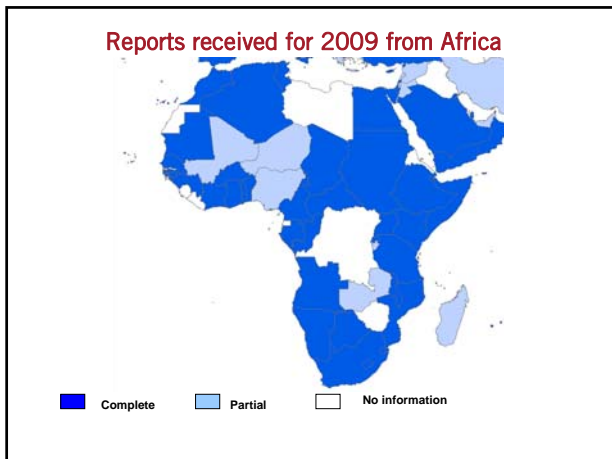 Reports received for 2009 from Africa
Complete Partial No information